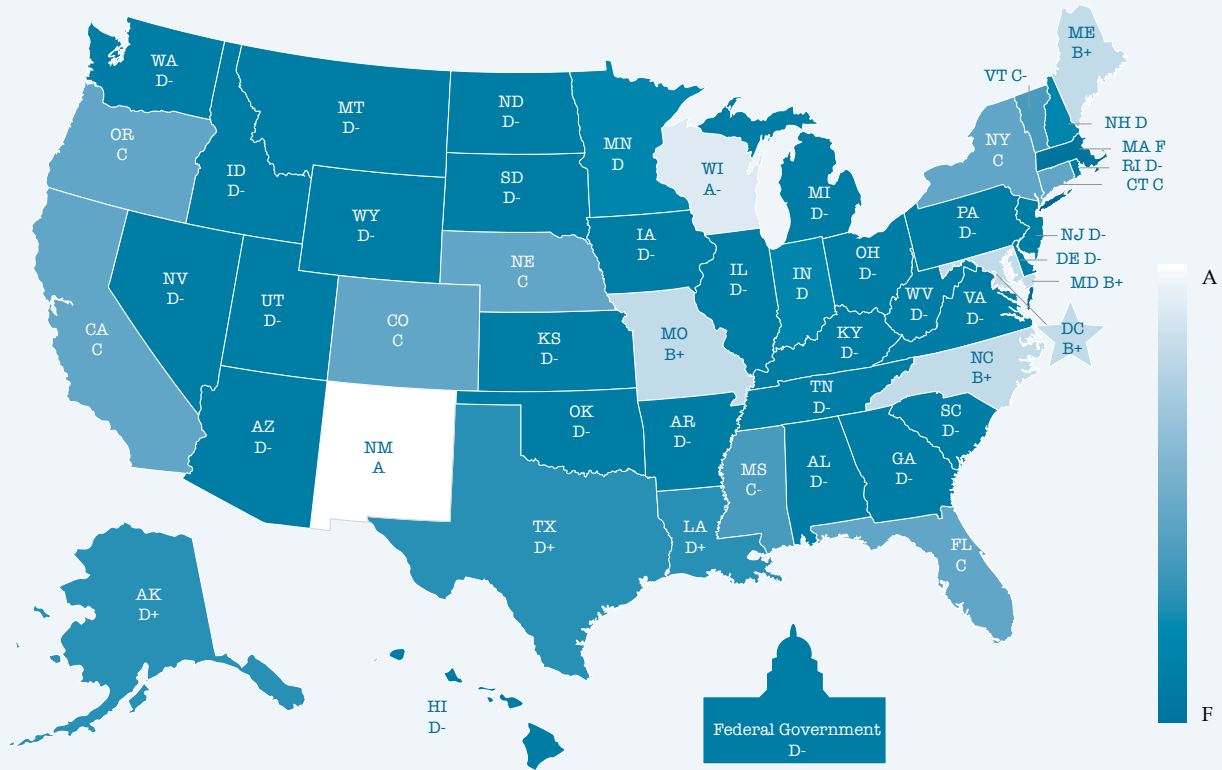 ME
B+
VT C-
WA
D-
ND
D-
MT
D-
NH D
OR
C
NY
C
MN
D
MA F
RI D-
ID
D-
SD
D-
WI
A-
CT C
MI
D-
WY
D-
PA
D-
IA
D-
NJ D-
OH
D-
DE D-
NE
C
IL
D-
IN
D
NV
D-
A
MD B+
UT
D-
WV
D-
VA
D-
CO
C
CA
C
DC
B+
MO
B+
KS
D-
KY
D-
NC
B+
TN
D-
OK
D-
SC
D-
AZ
D-
AR
D-
NM
A
GA
D-
AL
D-
MS
C-
TX
D+
LA
D+
FL
C
AK
D+
HI
D-
F
Federal Government
D-